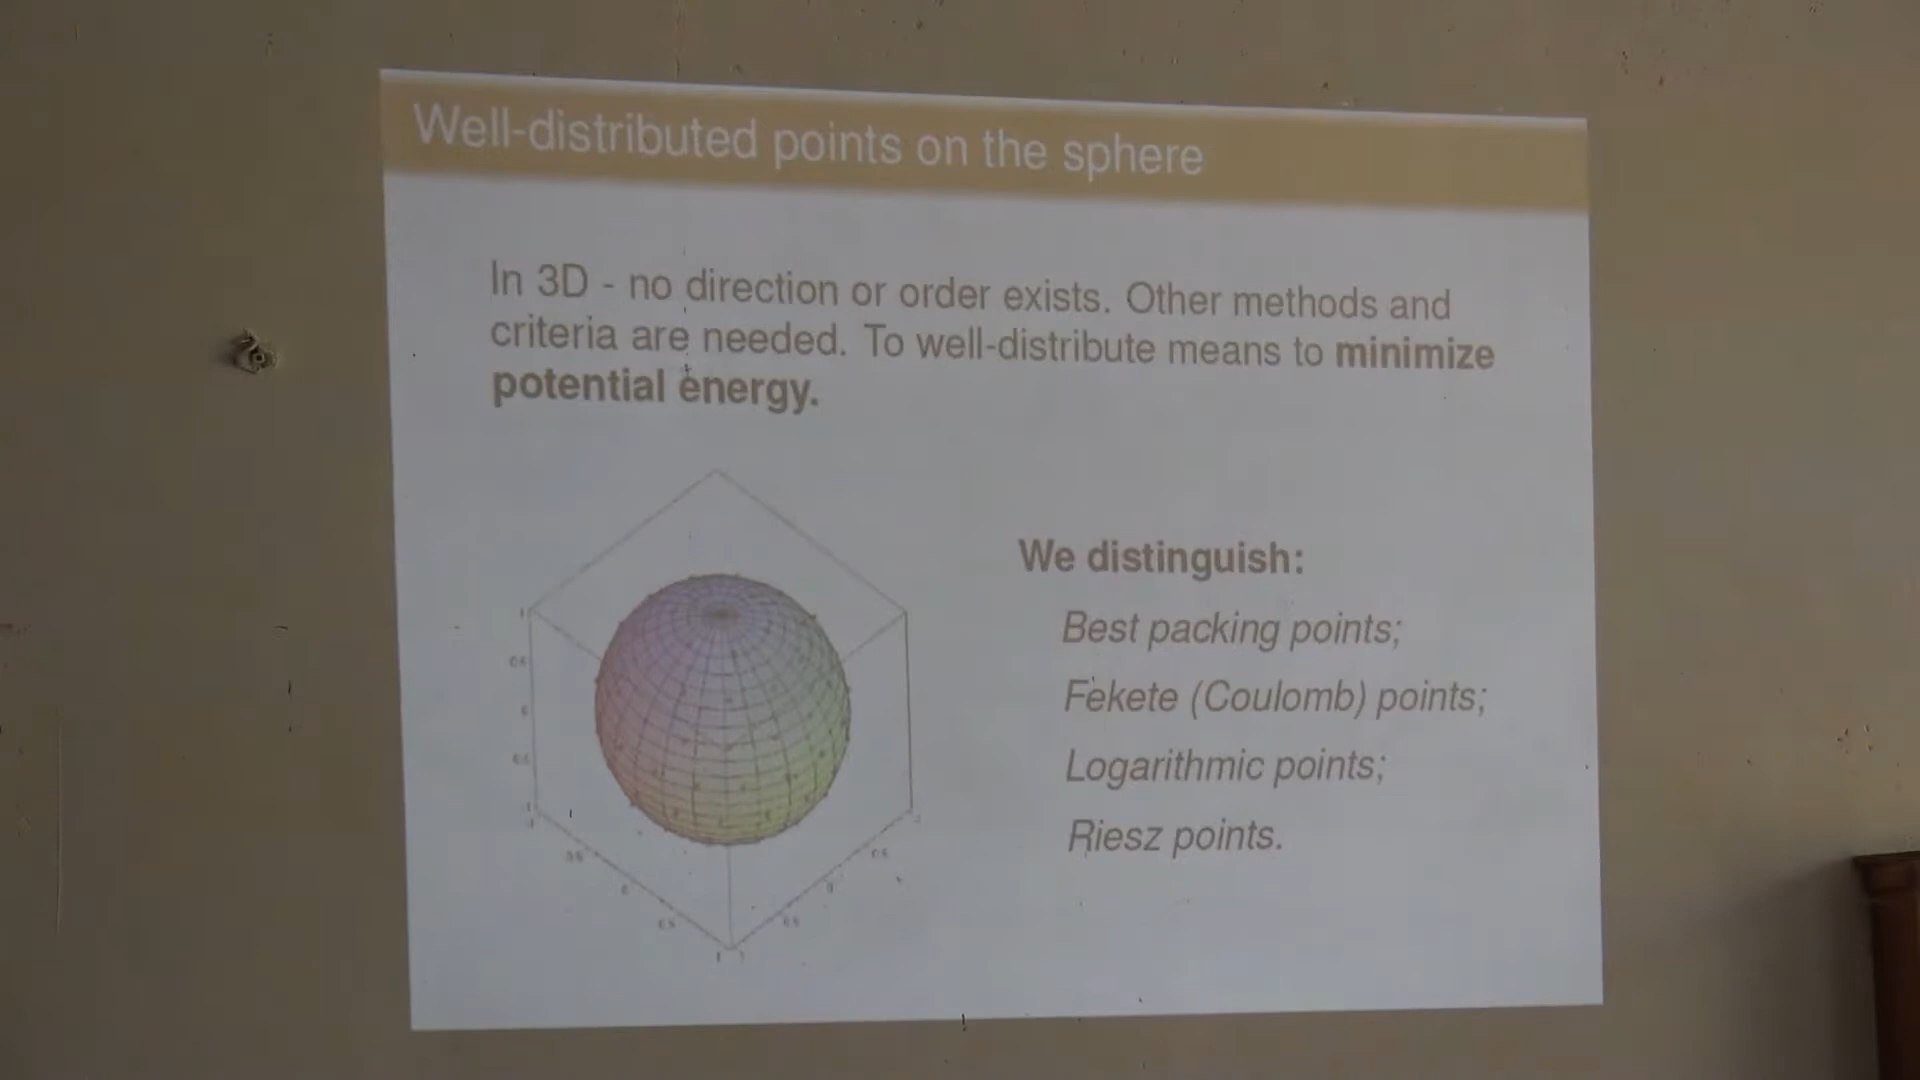 Well-distributed points on the sphere
In 3D - no direction or order exists. Other methods and
criteria are needed. To well-distribute means to minimize
potential energy.
We distinguish:
Best packing points;
Fekete (Coulomb) points;
Logarithmic points;
Riesz points.